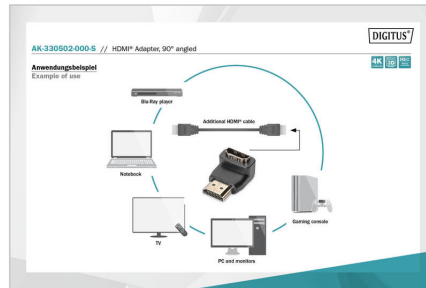 DIGITUS®
AK-330502-000-S // HDMI® Adapter, 90° angled
Anwendungsbeispiel
Example of use
4K
3D
Blu-Ray player
Additional HDMI® cable
Notebook
Gaming console
TV
PC and monitors